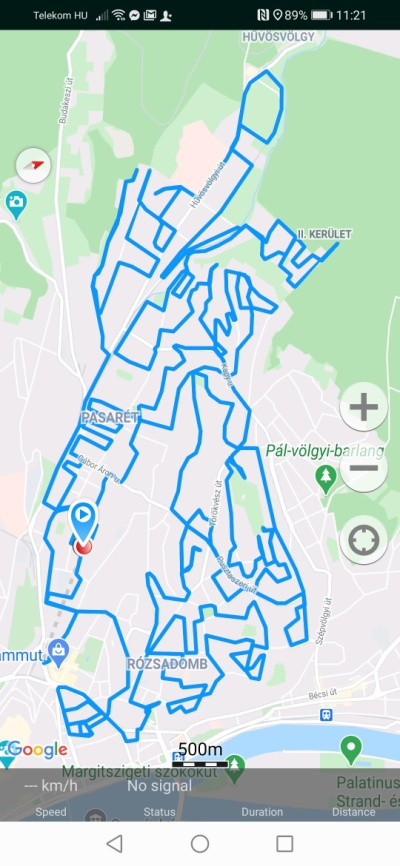 Telekom HU
89%
11:21
HŰVÖSVÖLGY
Budakeszi út
Hűvösvölgyi út
II. KERÜLET
PASARÉT
Pál-völgyi-barlang
Gábor Áron u.
Törökvész út
Pusztaszeri út
Szépvölgyi út
ammut
RÓZSADOMB
Bécsi út
Google
500m
Margitszigeti szökőkút
Palatinus
Strand- és
--- km/h
No signal
Speed
Status
Duration
Distance